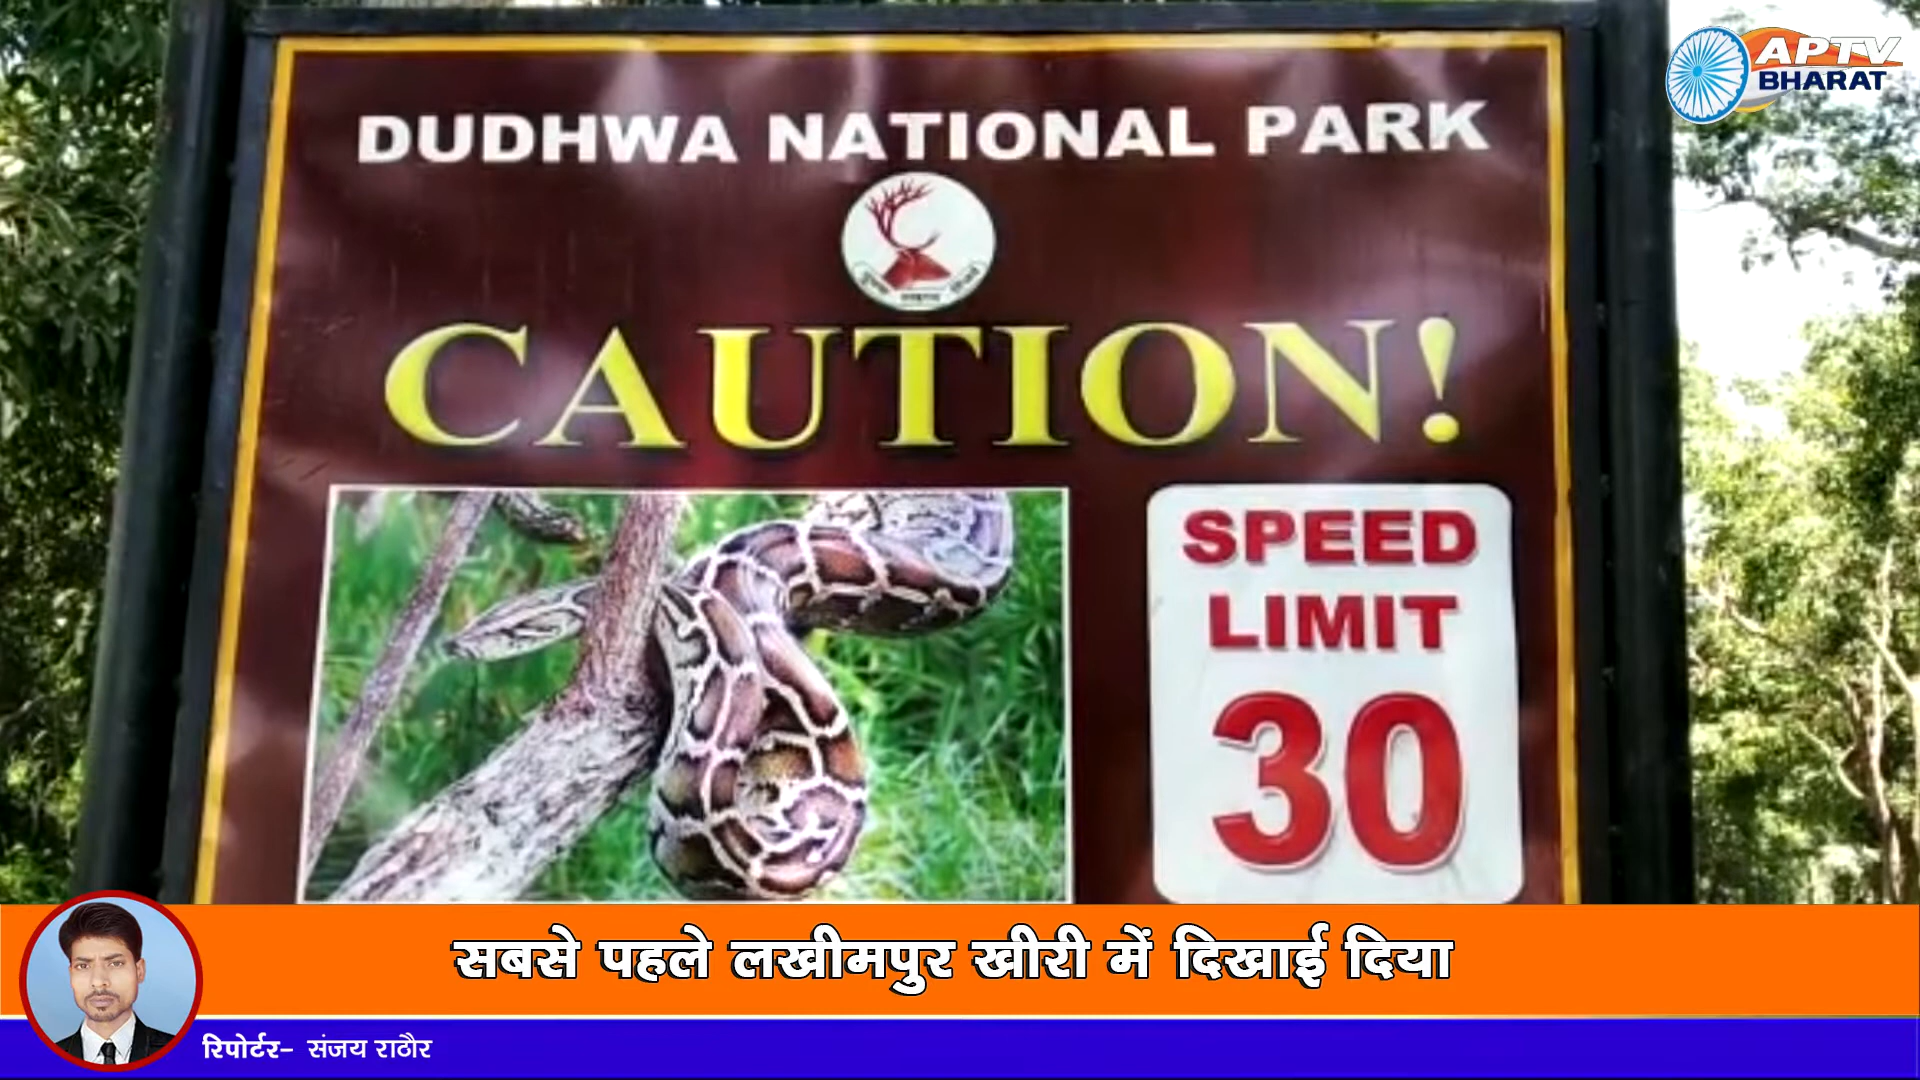 APTV
BHARAT
DUDHWA NATIONAL PARK
CAUTION!
SPEED
LIMIT
30
सबसे पहले लखीमपुर खीरी में दिखाई दिया
रिपोर्टर- संजय राठौर